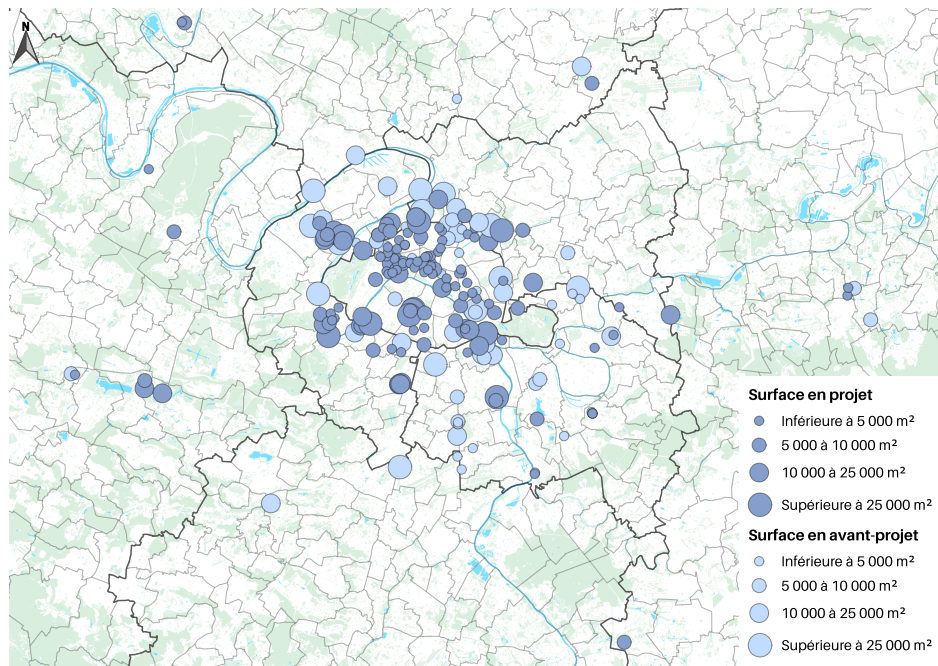 N
Surface en projet
Inférieure à 5 000 m²
5 000 à 10 000 m²
10 000 à 25 000 m²
Supérieure à 25 000 m²
Surface en avant-projet
Inférieure à 5 000 m²
5 000 à 10 000 m²
10 000 à 25 000 m²
Supérieure à 25 000 m²